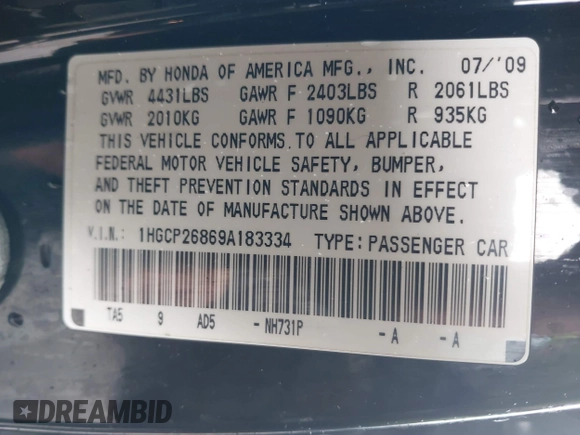 MFD. BY HONDA OF AMERICA MFG., INC. 07/'09
GVWR 4431LBS GAWR F 2403LBS R 2061LBS
GVWR 2010KG GAWR F 1090KG R 935KG
THIS VEHICLE CONFORMS TO ALL APPLICABLE
FEDERAL MOTOR VEHICLE SAFETY, BUMPER,
AND THEFT PREVENTION STANDARDS IN EFFECT
ON THE DATE OF MANUFACTURE SHOWN ABOVE.
V.I.N.: 1HGCP26869A183334 TYPE: PASSENGER CAR
TA5 9 AD5 - NH731P - A - A
DREAMBID